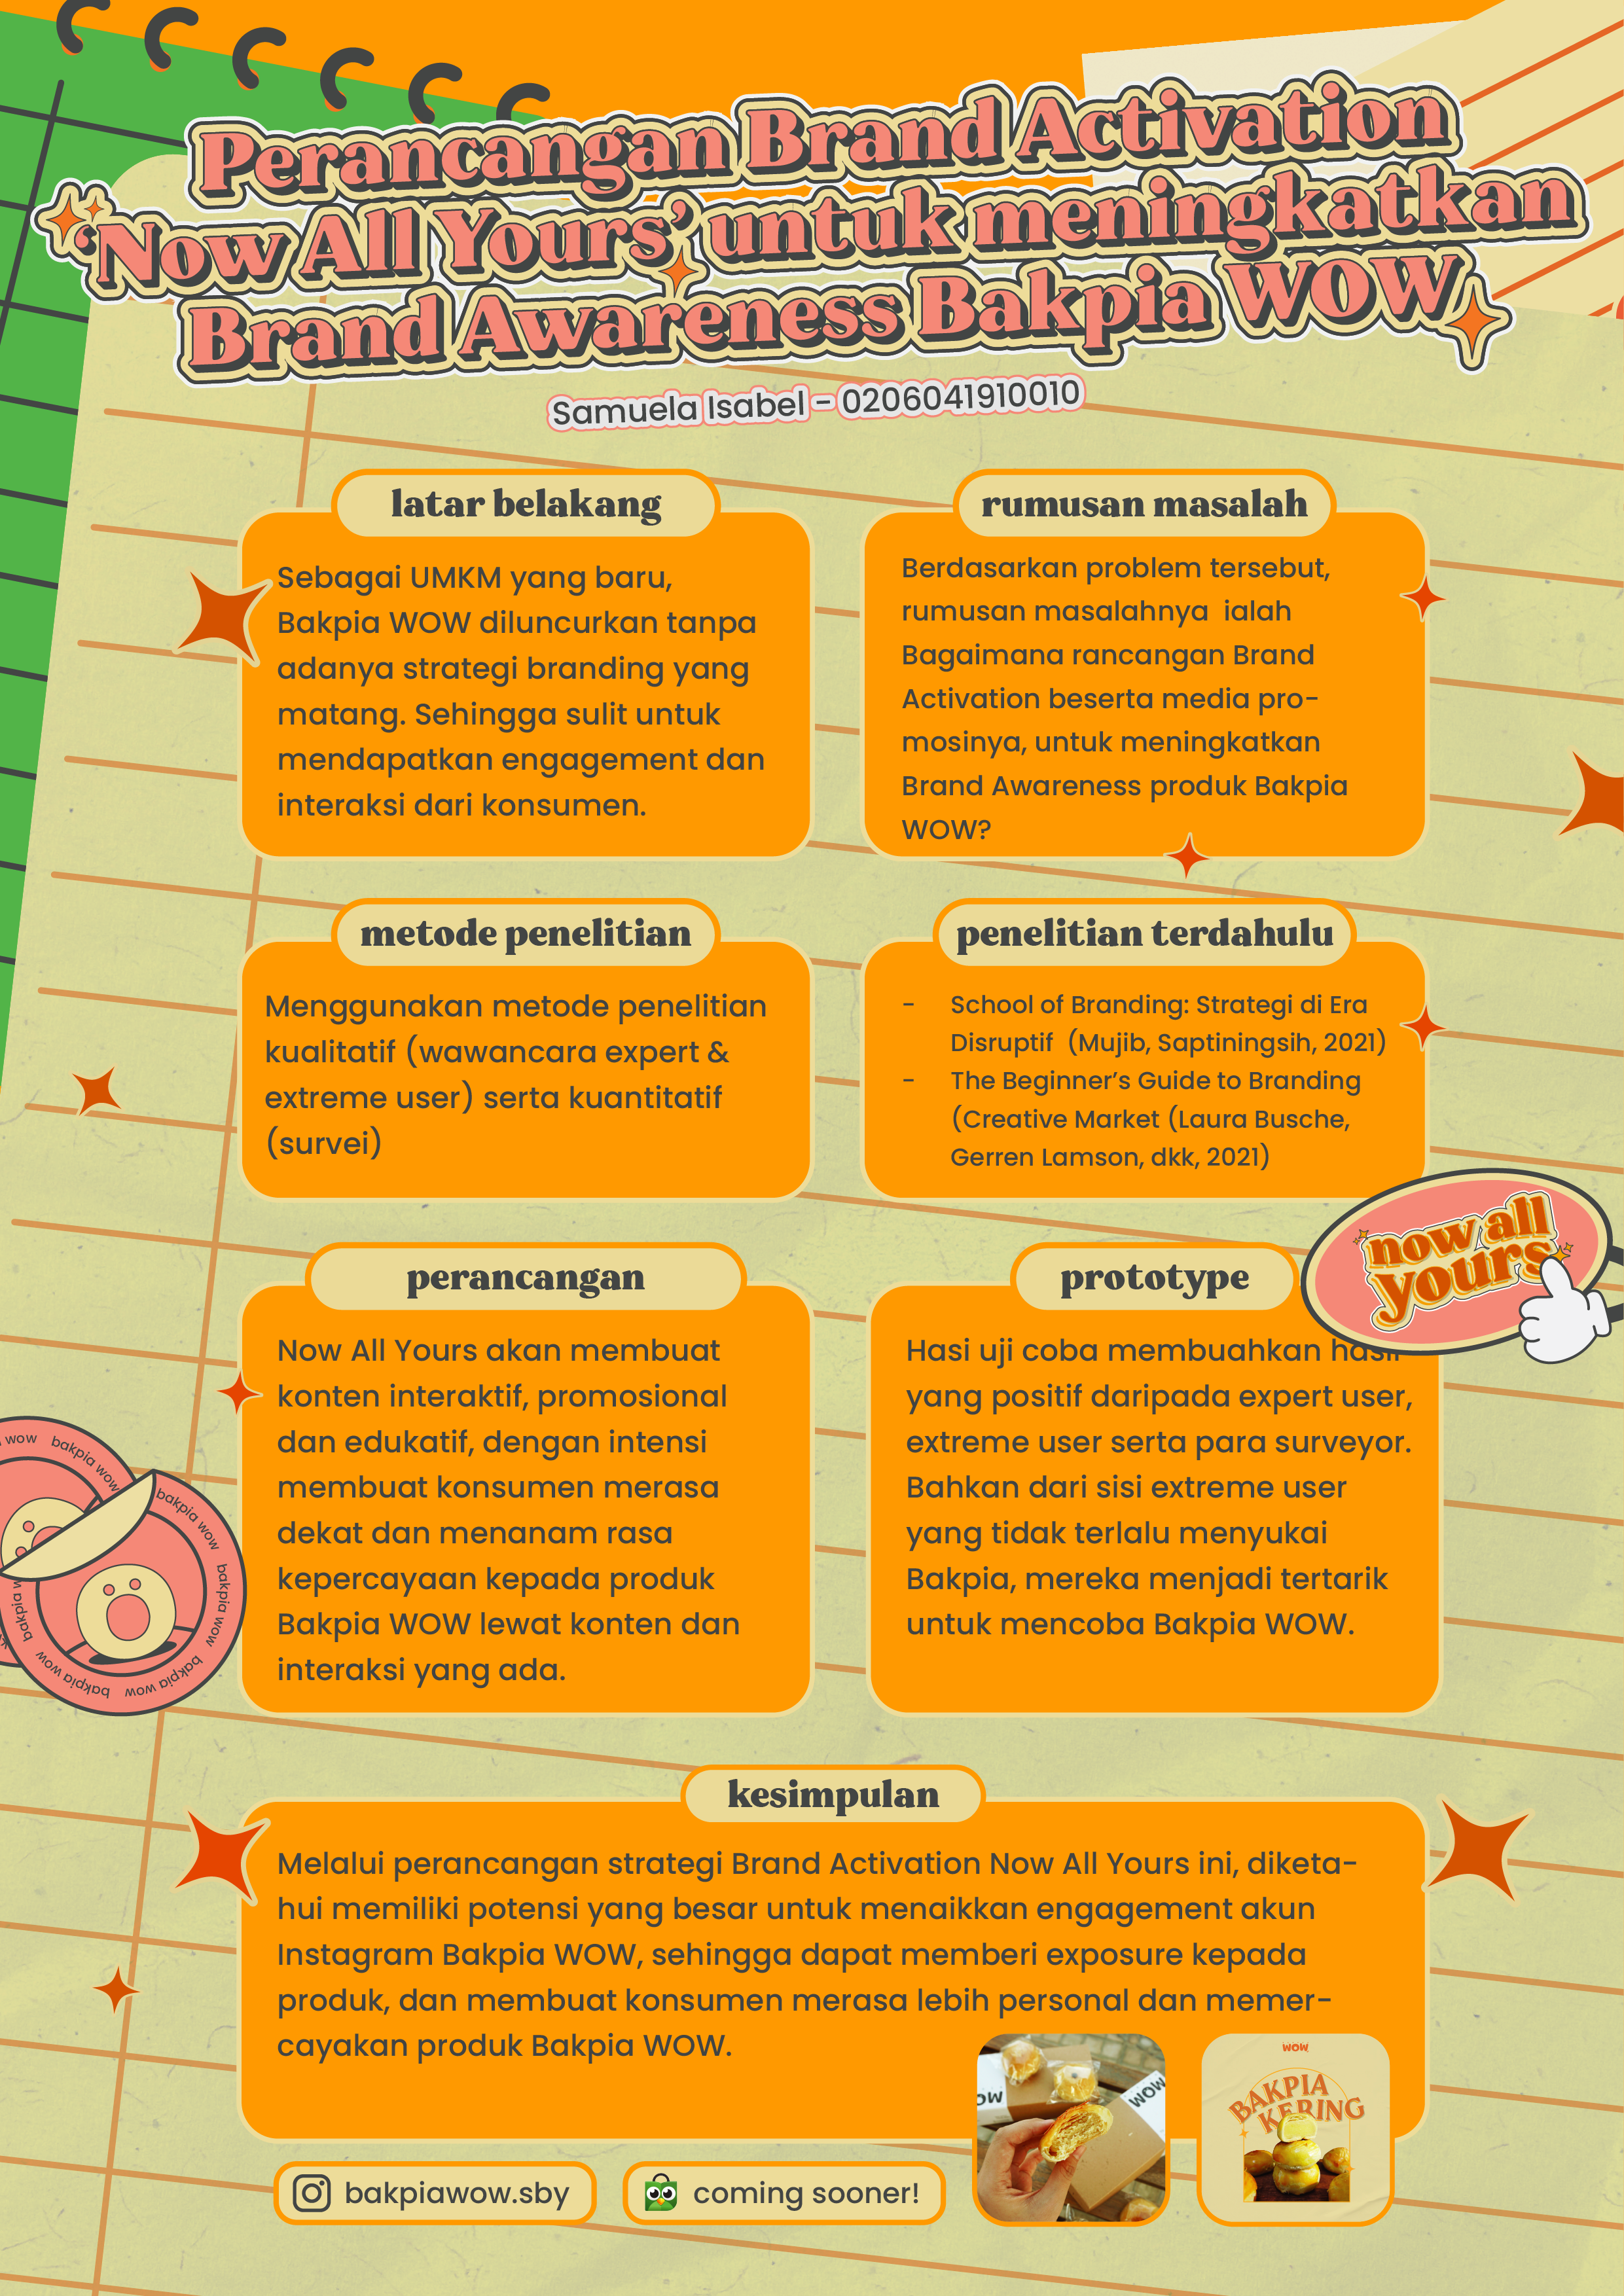 Perancangan Brand Activation
‘Now All Yours’ untuk meningkatkan
Brand Awareness Bakpia WOW
Samuela Isabel - 0206041910010
latar belakang
Sebagai UMKM yang baru,
Bakpia WOW diluncurkan tanpa
adanya strategi branding yang
matang. Sehingga sulit untuk
mendapatkan engagement dan
interaksi dari konsumen.
rumusan masalah
Berdasarkan problem tersebut,
rumusan masalahnya  ialah
Bagaimana rancangan Brand
Activation beserta media pro-
mosinya, untuk meningkatkan
Brand Awareness produk Bakpia
WOW?
metode penelitian
Menggunakan metode penelitian
kualitatif (wawancara expert &
extreme user) serta kuantitatif
(survei)
penelitian terdahulu
- School of Branding: Strategi di Era
Disruptif  (Mujib, Saptiningsih, 2021)
- The Beginner’s Guide to Branding
(Creative Market (Laura Busche,
Gerren Lamson, dkk, 2021)
now all
yours
perancangan
Now All Yours akan membuat
konten interaktif, promosional
dan edukatif, dengan intensi
membuat konsumen merasa
dekat dan menanam rasa
kepercayaan kepada produk
Bakpia WOW lewat konten dan
interaksi yang ada.
prototype
Hasi uji coba membuahkan hasil
yang positif daripada expert user,
extreme user serta para surveyor.
Bahkan dari sisi extreme user
yang tidak terlalu menyukai
Bakpia, mereka menjadi tertarik
untuk mencoba Bakpia WOW.
wow bakpia wow
bakpia wow bakpia wow bakpia wow bakpia wow bakpia
kesimpulan
Melalui perancangan strategi Brand Activation Now All Yours ini, diketa-
hui memiliki potensi yang besar untuk menaikkan engagement akun
Instagram Bakpia WOW, sehingga dapat memberi exposure kepada
produk, dan membuat konsumen merasa lebih personal dan memer-
cayakan produk Bakpia WOW.
WOW
WOW
BAKPIA
KERING
bakpiawow.sby
coming sooner!